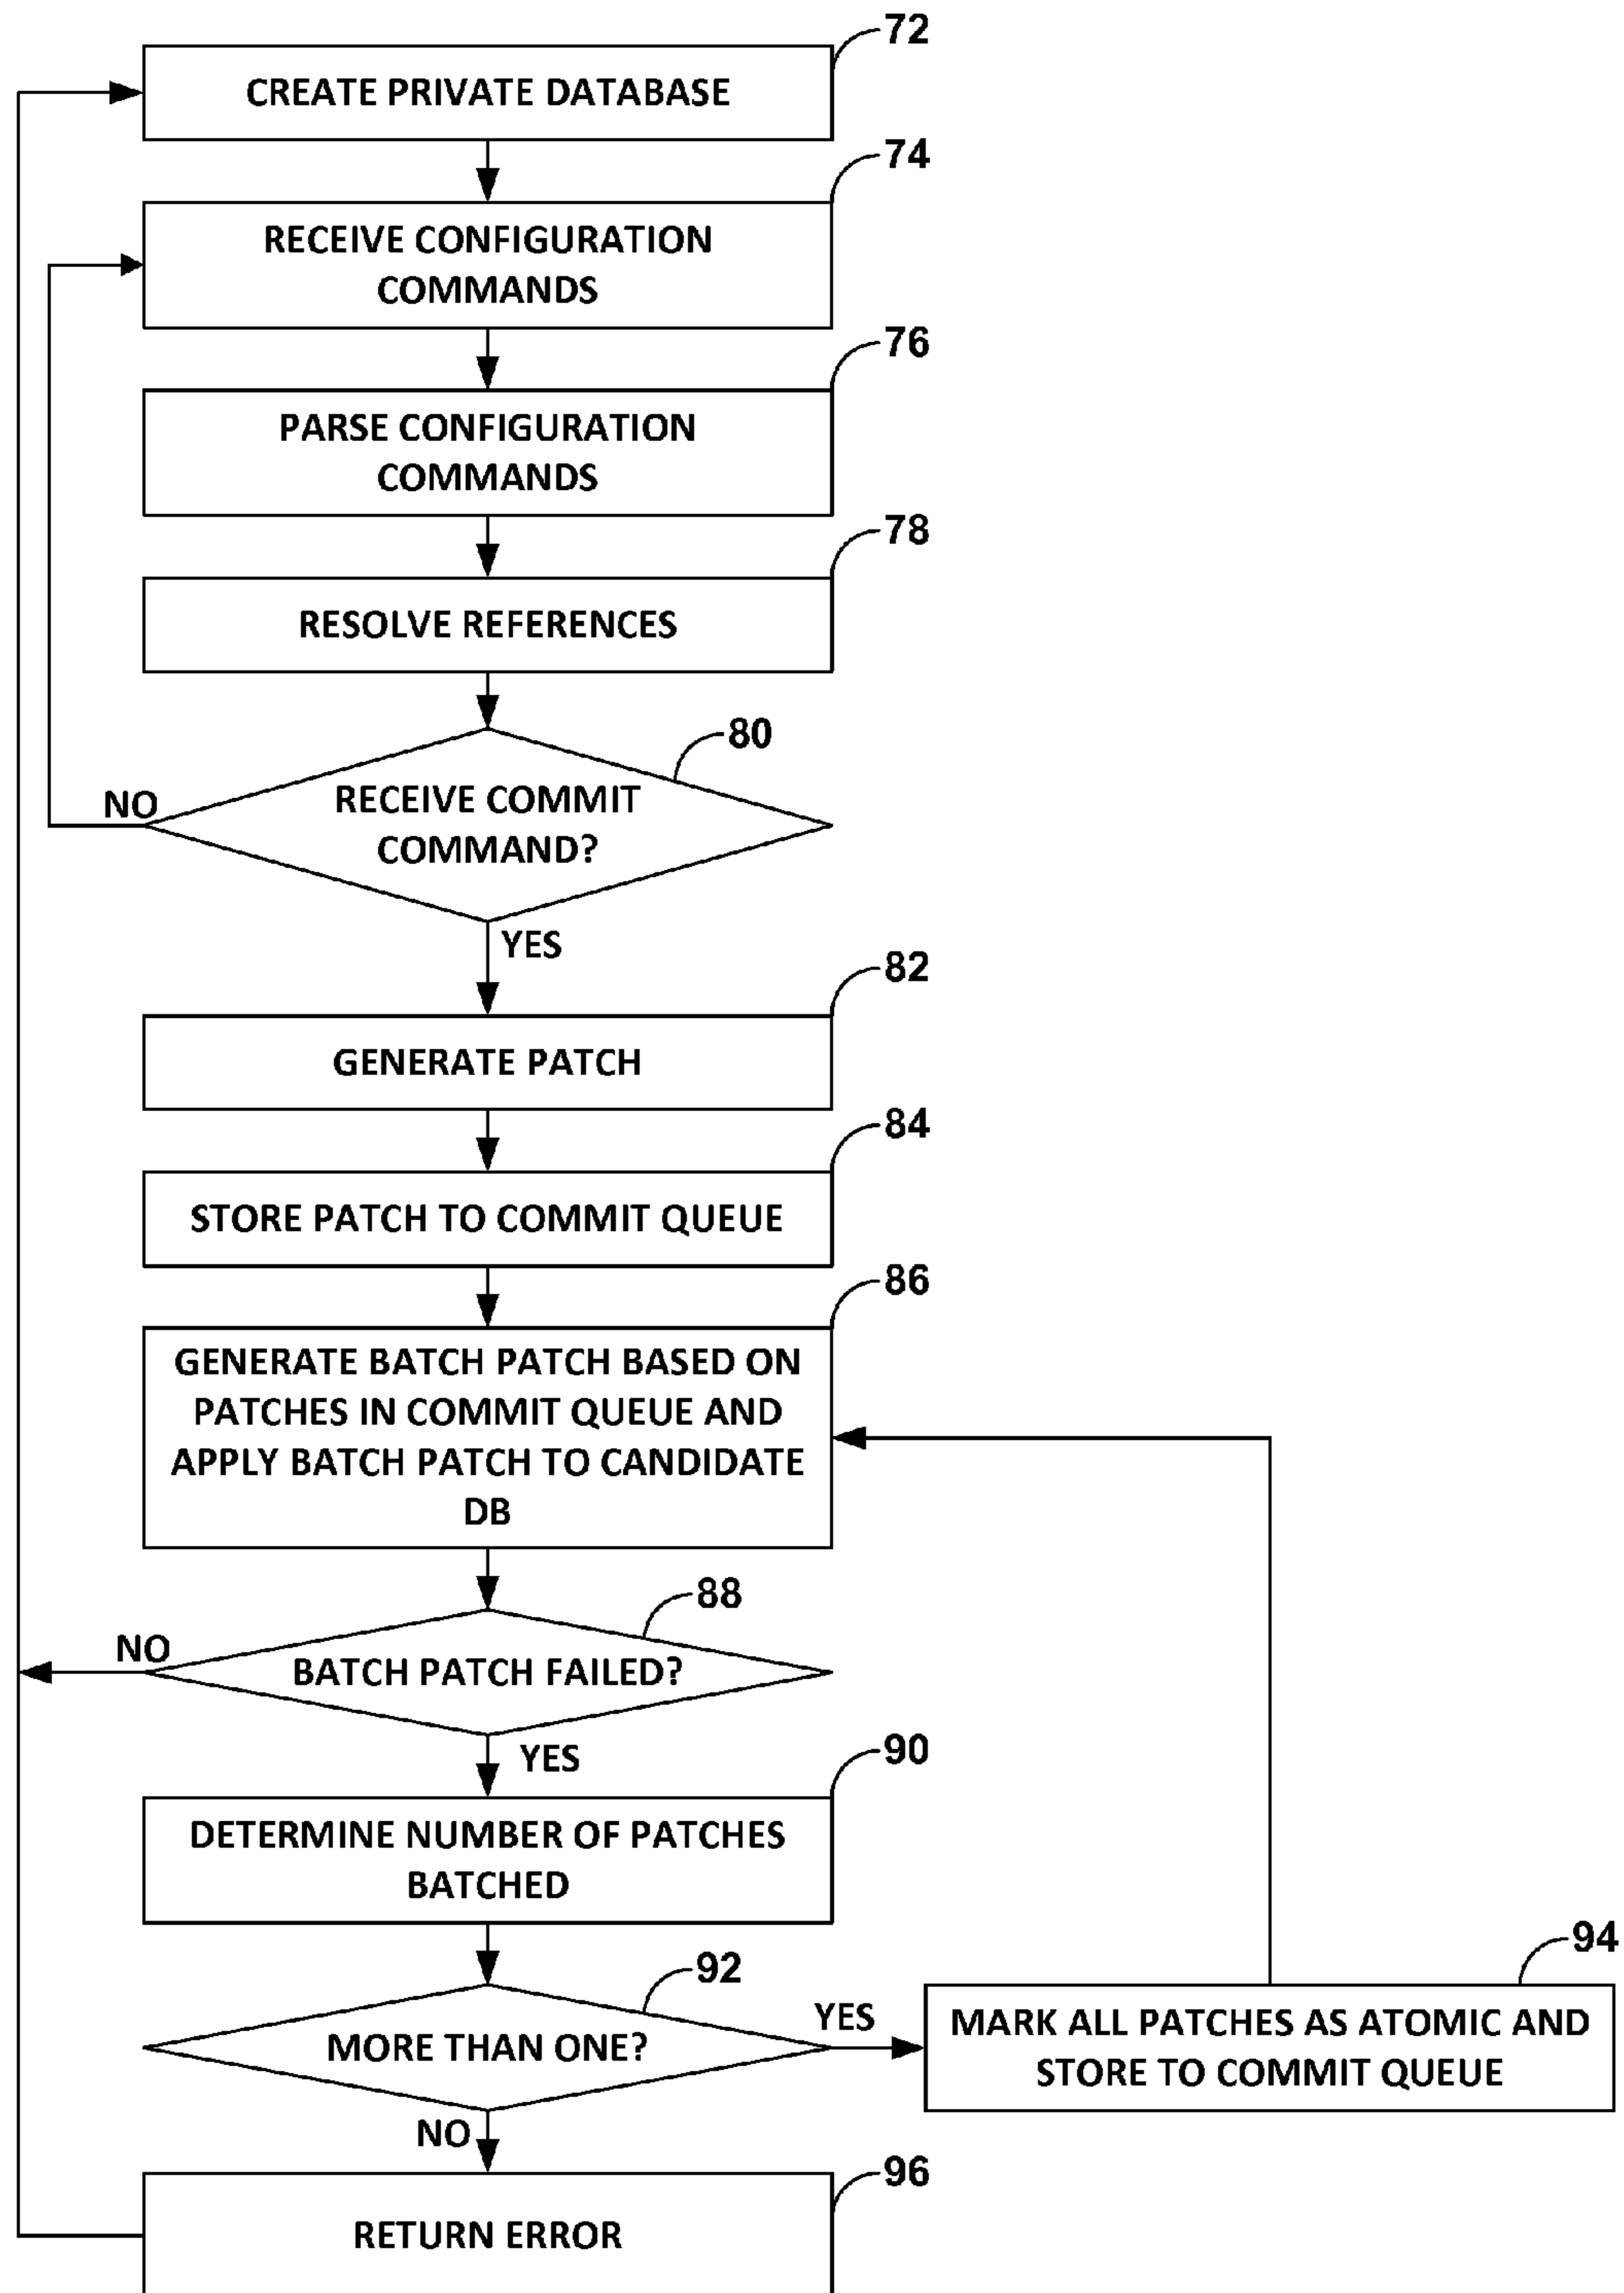 72
CREATE PRIVATE DATABASE
74
RECEIVE CONFIGURATION
COMMANDS
76
PARSE CONFIGURATION
COMMANDS
78
RESOLVE REFERENCES
80
RECEIVE COMMIT
COMMAND?
NO
YES
82
GENERATE PATCH
84
STORE PATCH TO COMMIT QUEUE
86
GENERATE BATCH PATCH BASED ON
PATCHES IN COMMIT QUEUE AND
APPLY BATCH PATCH TO CANDIDATE
DB
88
NO
BATCH PATCH FAILED?
YES
90
DETERMINE NUMBER OF PATCHES
BATCHED
92
MORE THAN ONE?
YES
94
MARK ALL PATCHES AS ATOMIC AND
STORE TO COMMIT QUEUE
NO
96
RETURN ERROR